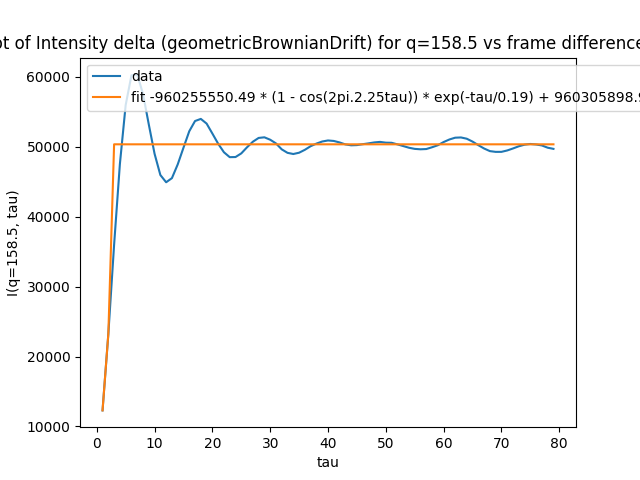 of Intensity delta (geometricBrownianDrift) for q=158.5 vs frame difference
data
fit -960255550.49 * (1 - cos(2pi.2.25tau)) * exp(-tau/0.19) + 960305898.
I(q=158.5, tau)
60000
50000
40000
30000
20000
10000
0 10 20 30 40 50 60 70 80
tau